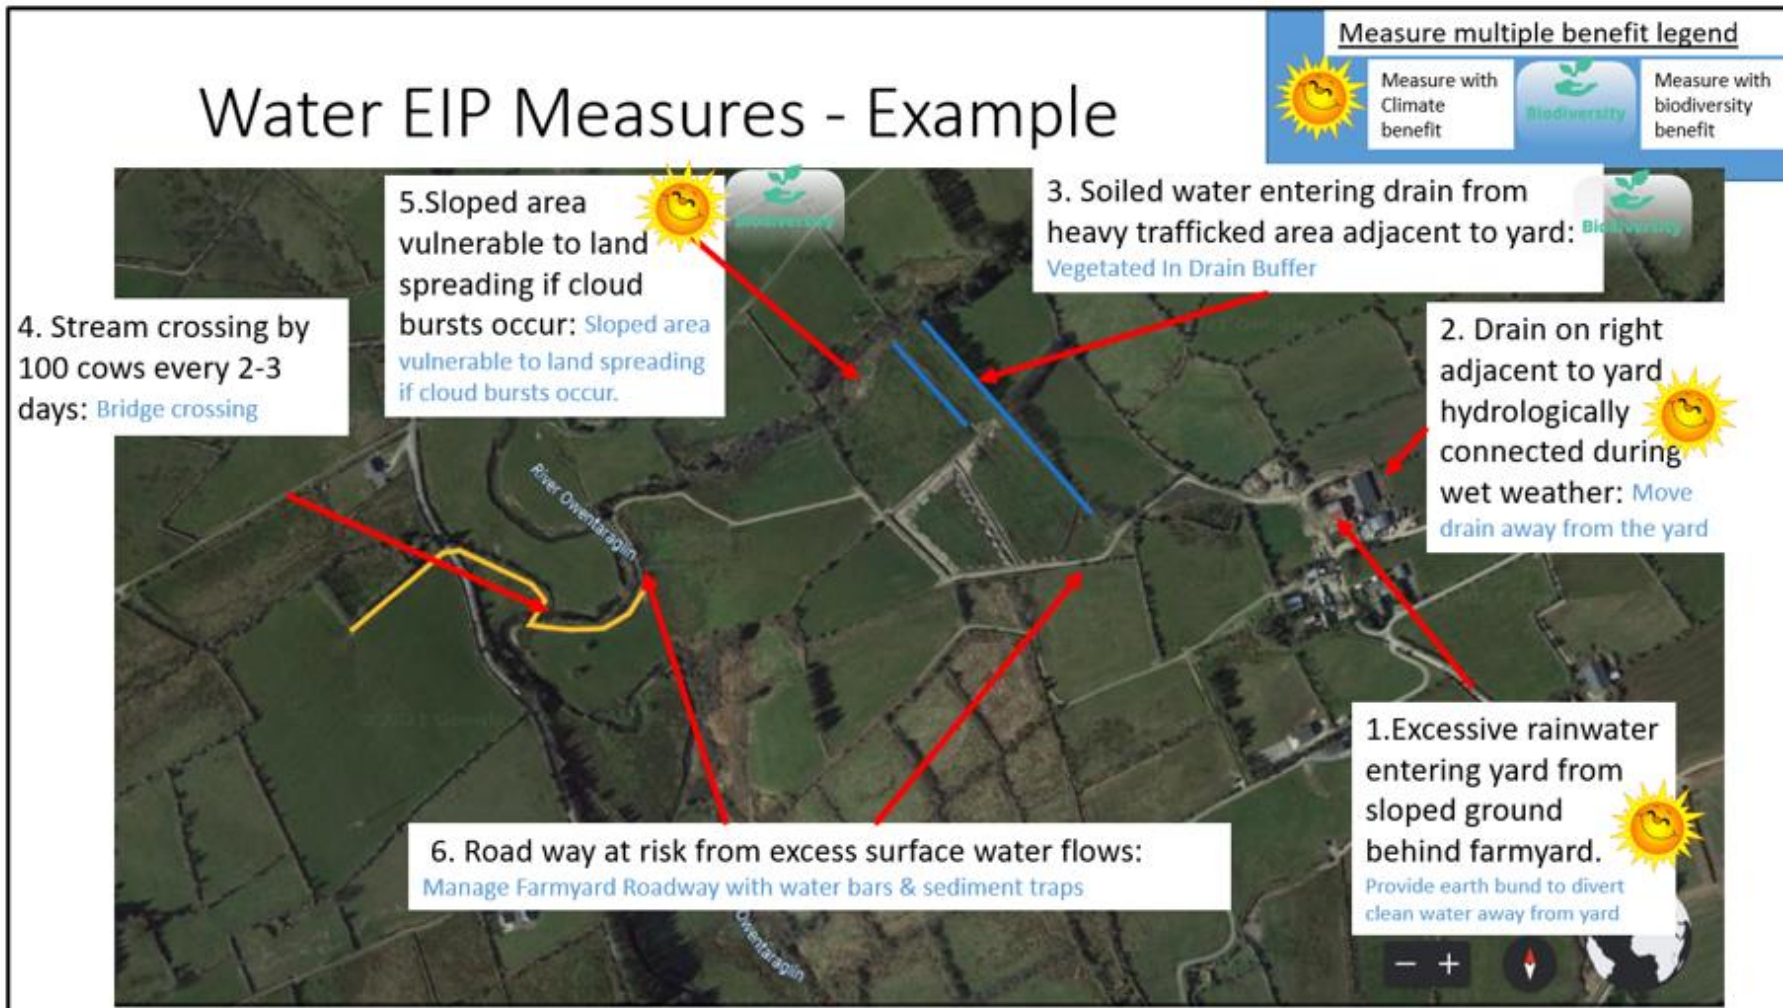 Measure multiple benefit legend
Measure with
Climate
benefit
Biodiversity
Measure with
biodiversity
benefit
Water EIP Measures - Example
5.Sloped area
vulnerable to land
spreading if cloud
bursts occur: Sloped area
vulnerable to land spreading
if cloud bursts occur.
Biodiversity
3. Soiled water entering drain from
heavy trafficked area adjacent to yard:
Vegetated In Drain Buffer
Biodiversity
4. Stream crossing by
100 cows every 2-3
days: Bridge crossing
2. Drain on right
adjacent to yard
hydrologically
connected during
wet weather: Move
drain away from the yard
River Owentaraglin
1.Excessive rainwater
entering yard from
sloped ground
behind farmyard.
Provide earth bund to divert
clean water away from yard
6. Road way at risk from excess surface water flows:
Manage Farmyard Roadway with water bars & sediment traps
Owentaraglin